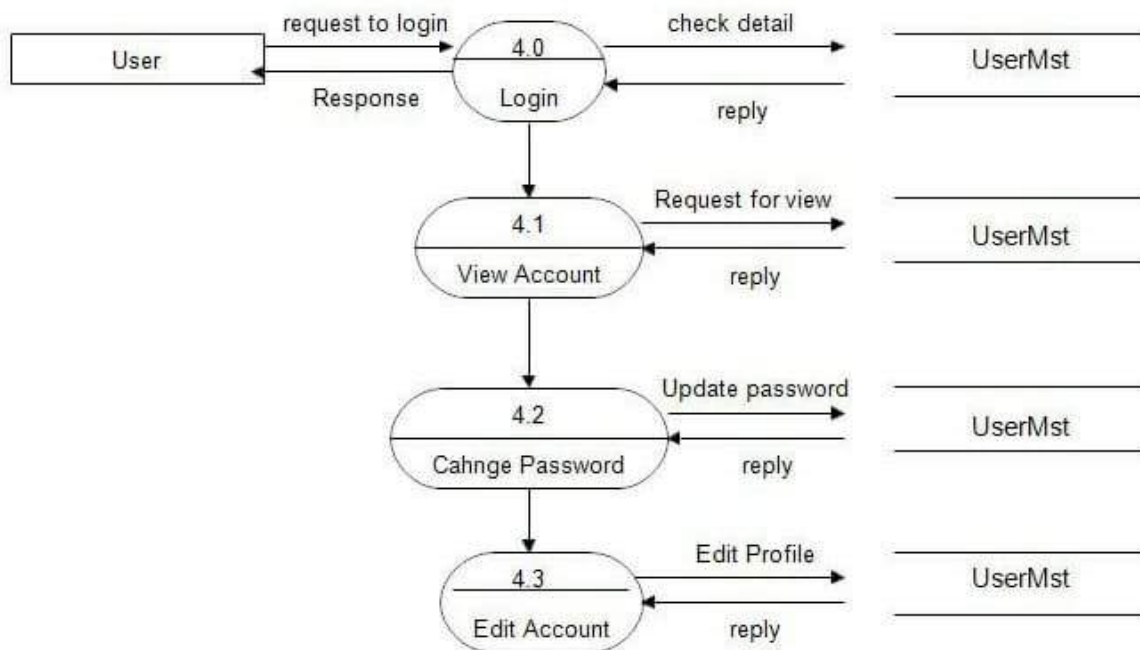 request to login
check detail
User
4.0
UserMst
Response
Login
reply
Request for view
4.1
UserMst
View Account
reply
Update password
4.2
UserMst
Cahnge Password
reply
Edit Profile
4.3
UserMst
Edit Account
reply